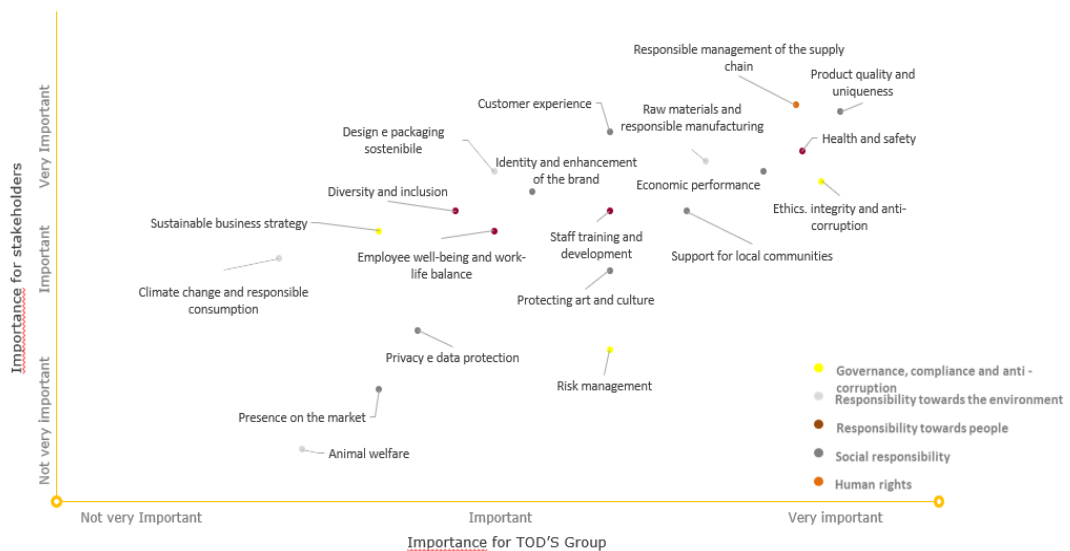 Responsible management of the supply
chain
Product quality and
uniqueness
Customer experience
Raw materials and
responsible manufacturing
Design e packaging
sostenibile
Health and safety
Identity and enhancement
of the brand
Economic performance
Diversity and inclusion
Ethics. integrity and anti-
corruption
Sustainable business strategy
Staff training and
development
Employee well-being and work-
life balance
Support for local communities
Climate change and responsible
consumption
Protecting art and culture
Privacy e data protection
Risk management
Presence on the market
Animal welfare
Importance for stakeholders
Very Important
Important
Not very important
Governance, compliance and anti -
corruption
Responsibility towards the environment
Responsibility towards people
Social responsibility
Human rights
Not very Important
Important
Very important
Importance for TOD'S Group